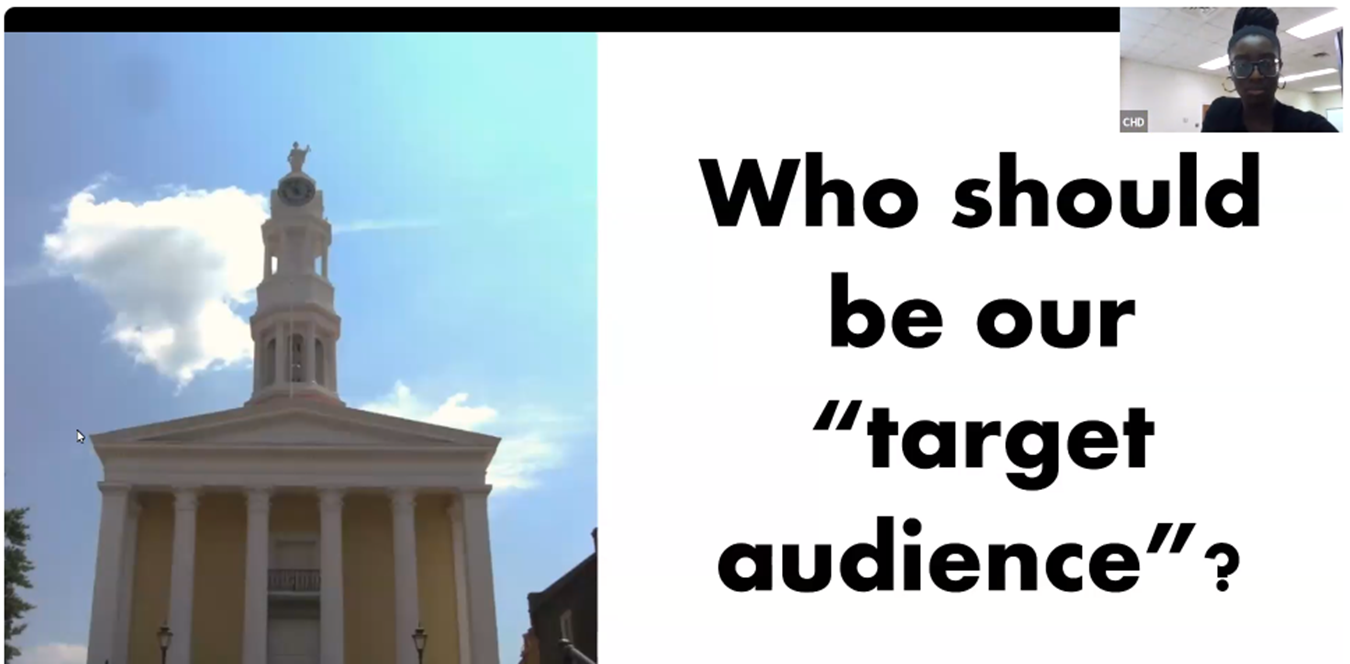 CHD
Who should
be our
“target
audience”?